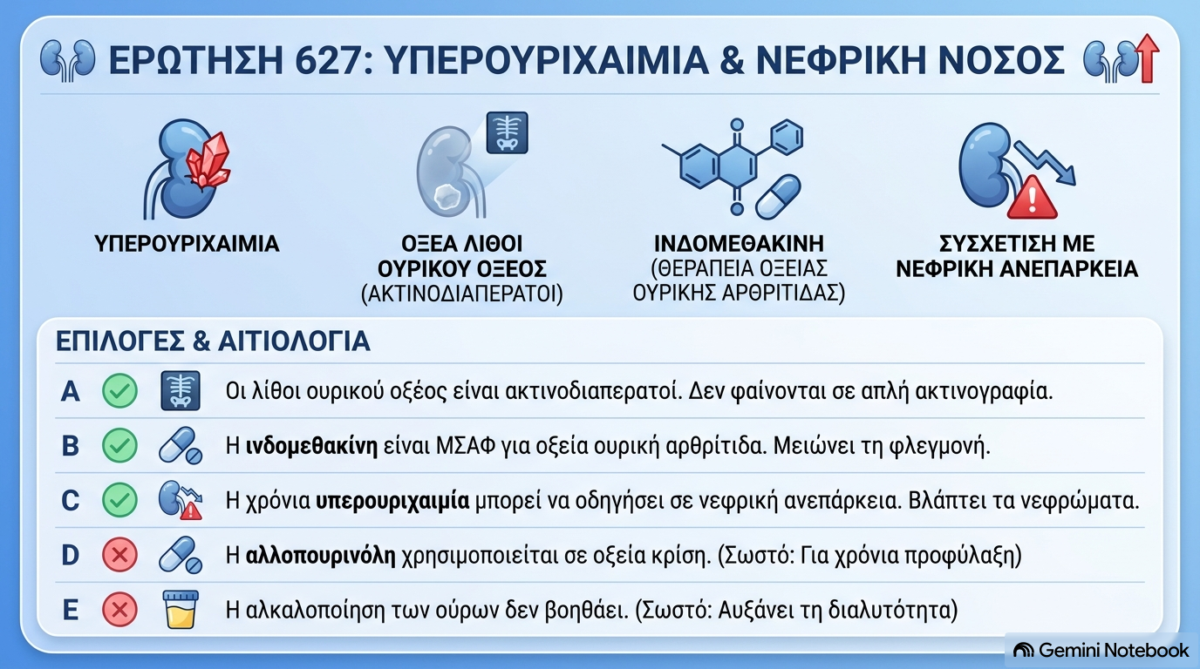 ΕΡΩΤΗΣΗ 627: ΥΠΕΡΟΥΡΙΧΑΙΜΙΑ & ΝΕΦΡΙΚΗ ΝΟΣΟΣ
ΥΠΕΡΟΥΡΙΧΑΙΜΙΑ
ΟΞΕΑ ΛΙΘΟΙ
ΟΥΡΙΚΟΥ ΟΞΕΟΣ
(ΑΚΤΙΝΟΔΙΑΠΕΡΑΤΟΙ)
ΙΝΔΟΜΕΘΑΚΙΝΗ
(ΘΕΡΑΠΕΙΑ ΟΞΕΙΑΣ
ΟΥΡΙΚΗΣ ΑΡΘΡΙΤΙΔΑΣ)
ΣΥΣΧΕΤΙΣΗ ΜΕ
ΝΕΦΡΙΚΗ ΑΝΕΠΑΡΚΕΙΑ
ΕΠΙΛΟΓΕΣ & ΑΙΤΙΟΛΟΓΙΑ
A Οι λίθοι ουρικού οξέος είναι ακτινοδιαπερατοί. Δεν φαίνονται σε απλή ακτινογραφία.
B Η ινδομεθακίνη είναι ΜΣΑΦ για οξεία ουρική αρθρίτιδα. Μειώνει τη φλεγμονή.
C Η χρόνια υπερουριχαιμία μπορεί να οδηγήσει σε νεφρική ανεπάρκεια. Βλάπτει τα νεφρώματα.
D Η αλλοπουρινόλη χρησιμοποιείται σε οξεία κρίση. (Σωστό: Για χρόνια προφύλαξη)
E Η αλκαλοποίηση των ούρων δεν βοηθάει. (Σωστό: Αυξάνει τη διαλυτότητα)
Gemini Notebook